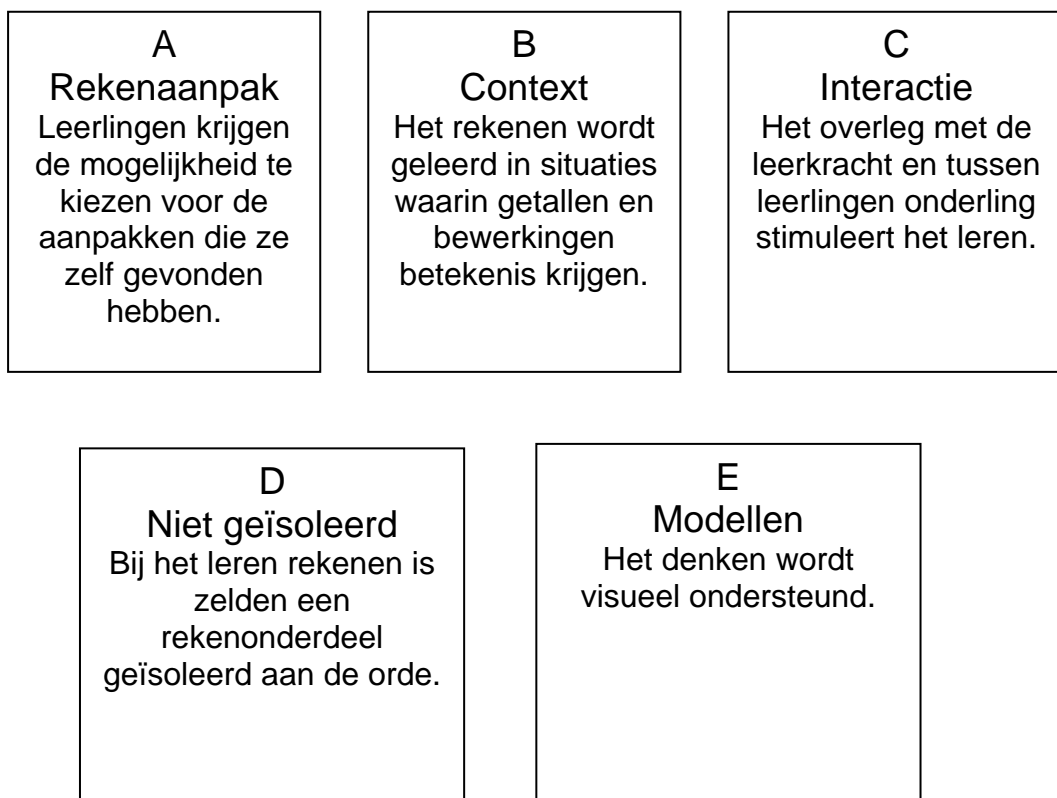 A
Rekenaanpak
Leerlingen krijgen
de mogelijkheid te
kiezen voor de
aanpakken die ze
zelf gevonden
hebben.
B
Context
Het rekenen wordt
geleerd in situaties
waarin getallen en
bewerkingen
betekenis krijgen.
C
Interactie
Het overleg met de
leerkracht en tussen
leerlingen onderling
stimuleert het leren.
D
Niet geïsoleerd
Bij het leren rekenen is
zelden een
rekenonderdeel
geïsoleerd aan de orde.
E
Modellen
Het denken wordt
visueel ondersteund.